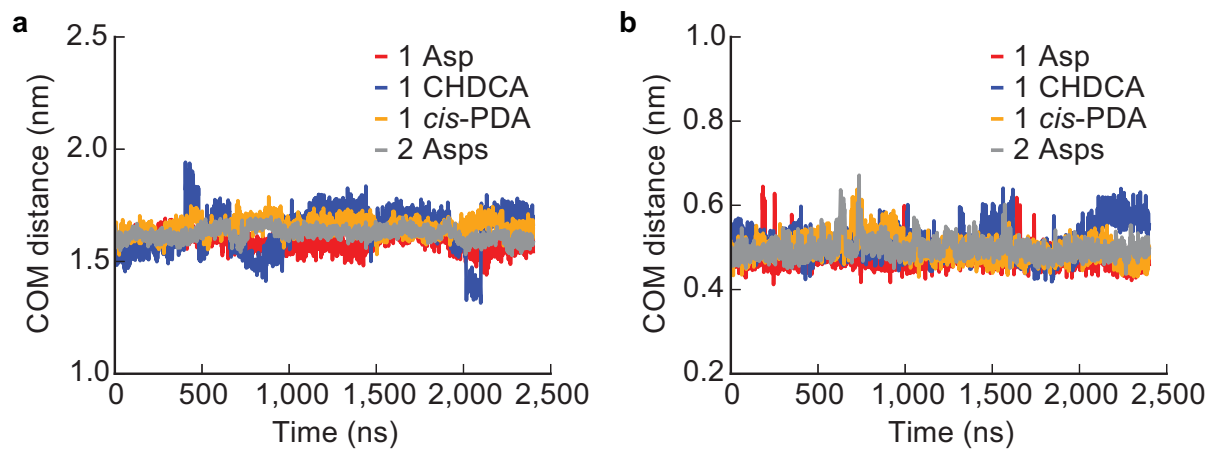 a
2.5
2.0
1.5
1.0
COM distance (nm)
1 Asp
1 CHDCA
1 cis-PDA
2 Asps
0
500
1,000
1,500
2,000
2,500
Time (ns)
b
1.0
0.8
0.6
0.4
0.2
COM distance (nm)
1 Asp
1 CHDCA
1 cis-PDA
2 Asps
0
500
1,000
1,500
2,000
2,500
Time (ns)